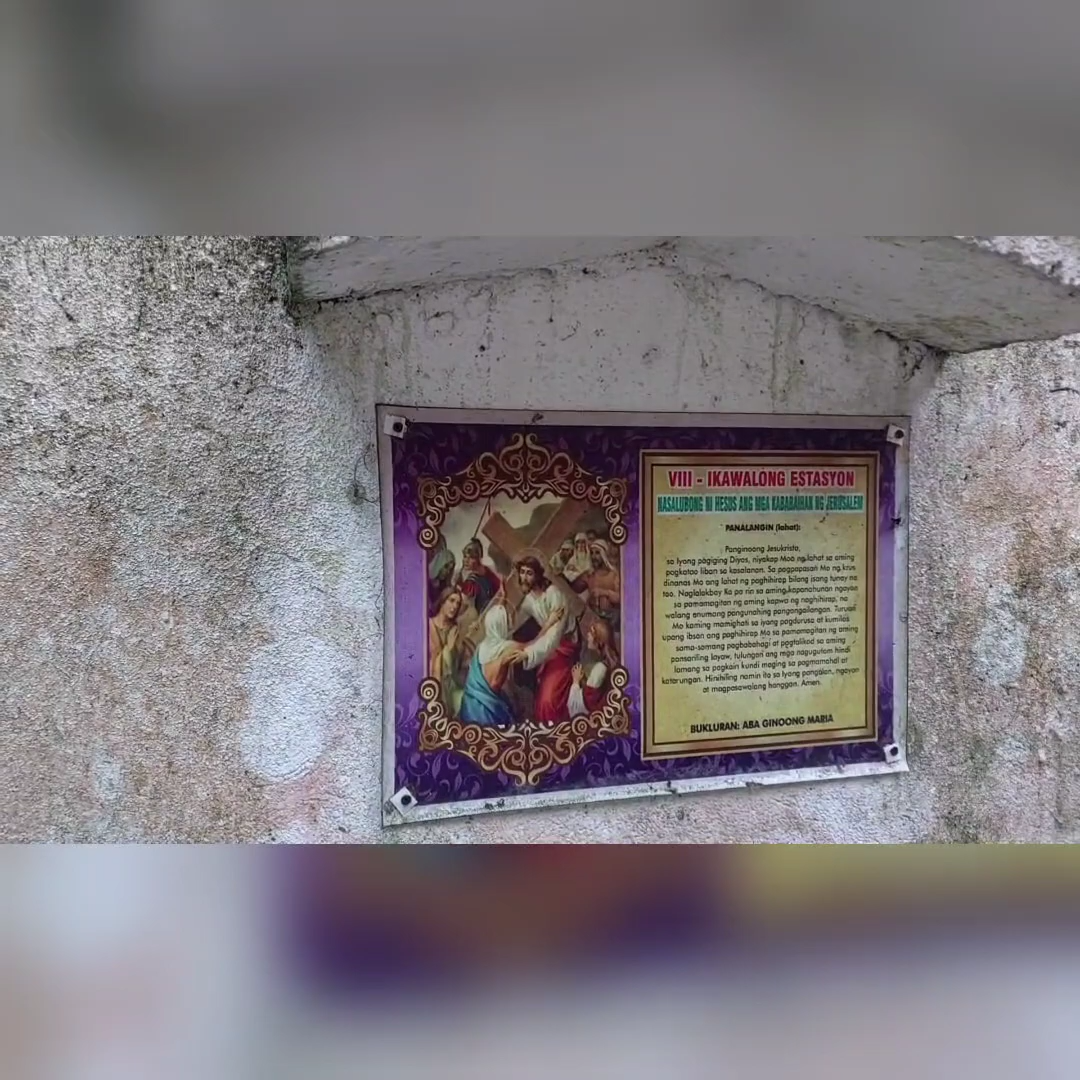 VIII - IKAWALONG ESTASYON
NASALUBONG NI HESUS ANG MGA KABABAIHAN NG JERUSALEM
PANALANGIN (lahat):
Panginoong Jesukristo,
sa Iyong pagiging Diyos, niyakap Moo ng lahat sa aming
pagkatao liban sa kasalanan. Sa pagpapasan Mo ng krus
dinanas Mo ang lahat ng paghihirap bilang isang tunay na
tao. Naglalakbay Ka pa rin sa aming kapanahunan ngayon
sa pamamagitan ng aming kapwa ng naghihirap, na
walang anumang pangunahing pangangailangan. Turuan
Mo kaming mamighati sa iyong pagdurusa at kumilos
upang ibsan ang paghihirap Mo sa pamamagitan ng aming
sama-samang pagbabahagi at pagtalikod sa aming
pansariling layaw, tulungan ang mga nagugutom hindi
lamang sa pagkain kundi maging sa pagmamahal at
katarungan. Hinihiling namin ito sa Iyong pangalan, ngayon
at magpasawalang hanggan. Amen.
BUKLURAN: ABA GINOONG MARIA